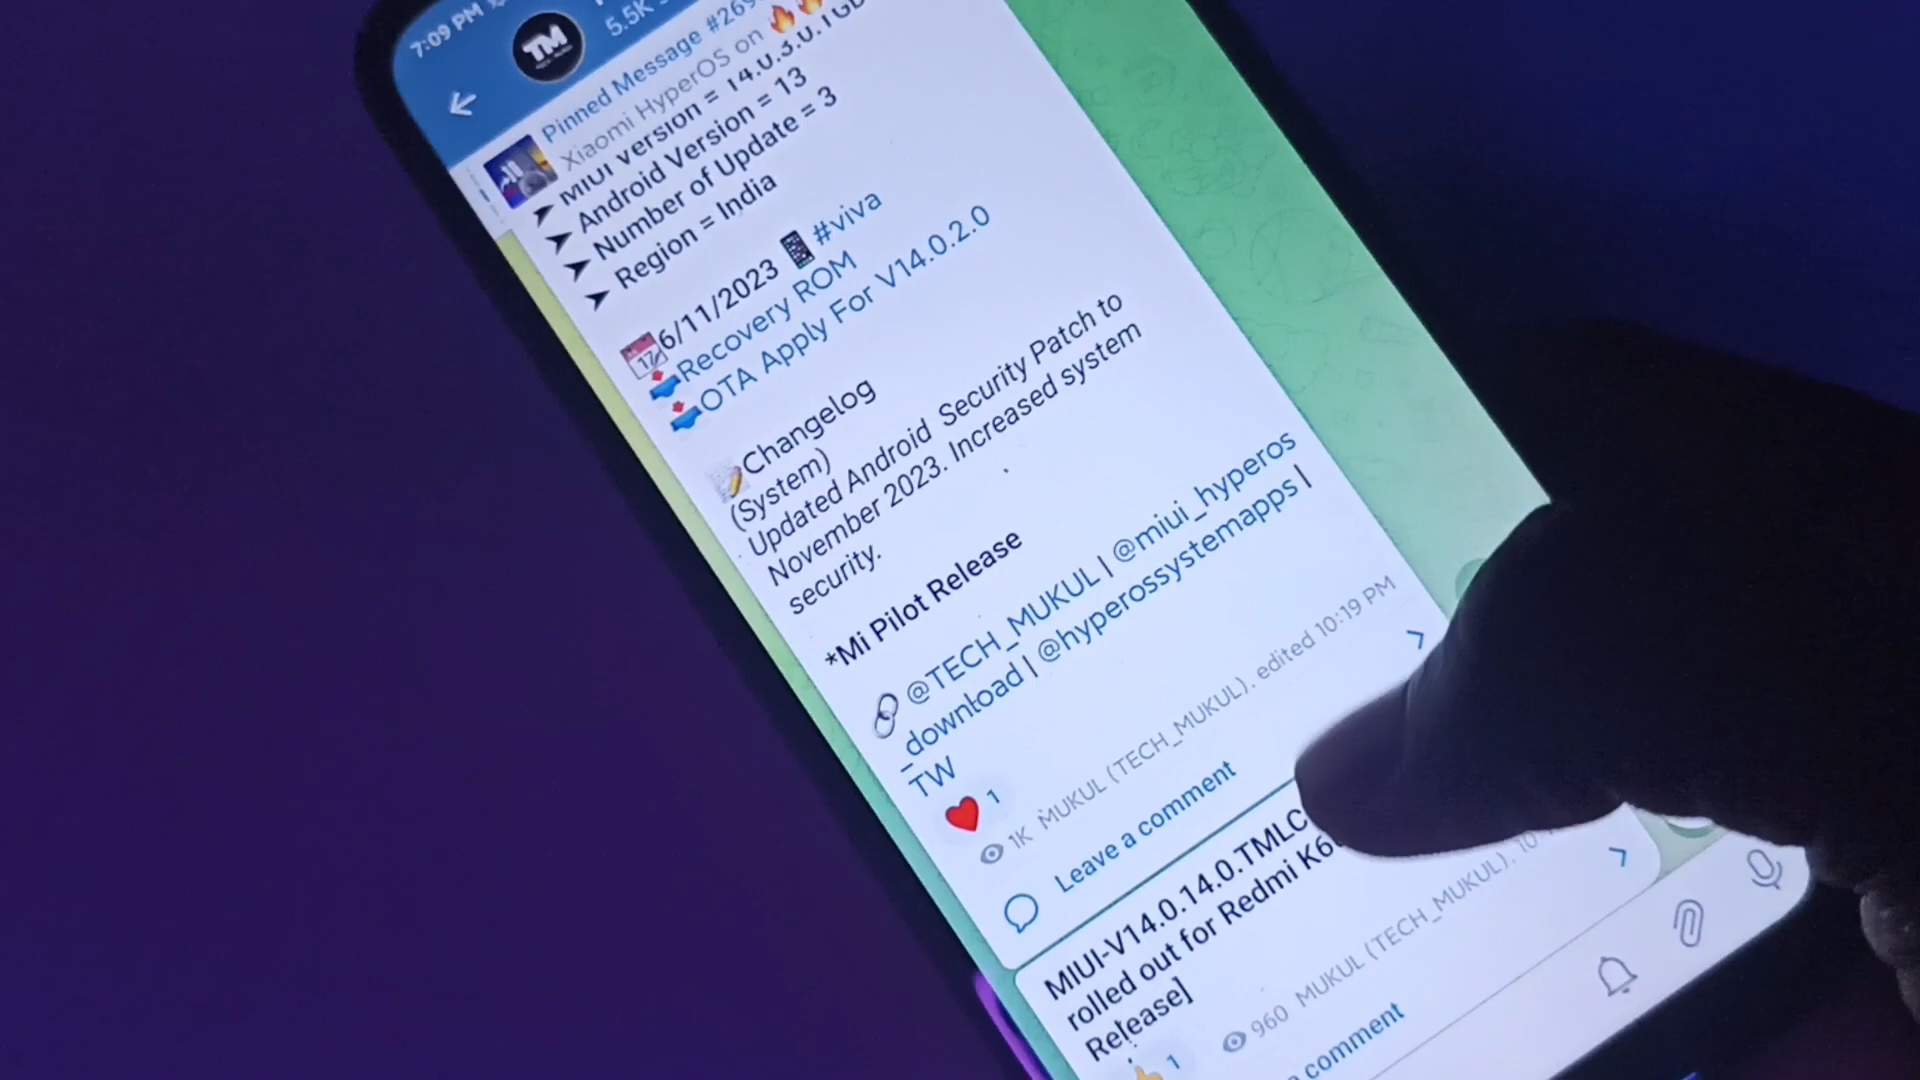 7:09 PM
TM
5.5K
Pinned Message #269
Xiaomi HyperOS on 🔥🔥
➤ MIUI version = 14.0.3.0.TGD
➤ Android Version = 13
➤ Number of Update = 3
➤ Region = India
📅6/11/2023 📱#viva
📥Recovery ROM
📥OTA Apply For V14.0.2.0
📝Changelog
(System)
Updated Android Security Patch to
November 2023. Increased system
security.
*Mi Pilot Release
🔗 @TECH_MUKUL | @miui_hyperos
_download | @hyperossystemapps |
TW
❤️ 1
1K MUKUL (TECH_MUKUL), edited 10:19 PM
Leave a comment
MIUI-V14.0.14.0.TMLC
rolled out for Redmi K6
Release]
👍 1
960 MUKUL (TECH_MUKUL), 10:
comment